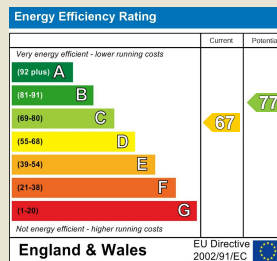 Energy Efficiency Rating
Current Potential
Very energy efficient - lower running costs
(92 plus) A
(81-91) B
77
(69-80) C
67
(55-68) D
(39-54) E
(21-38) F
(1-20) G
Not energy efficient - higher running costs
England & Wales
EU Directive
2002/91/EC